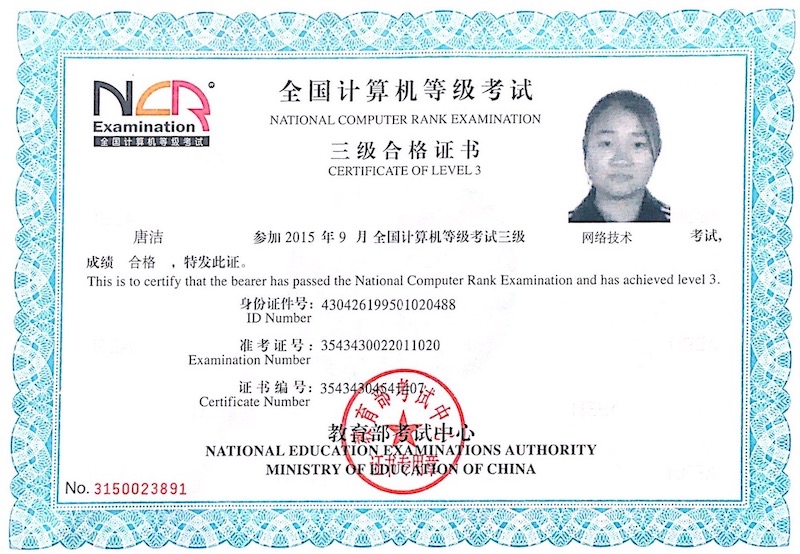 NCR
Examination
全国计算机等级考试
全国计算机等级考试
NATIONAL COMPUTER RANK EXAMINATION
三级合格证书
CERTIFICATE OF LEVEL 3
唐洁 参加 2015 年 9 月 全国计算机等级考试三级 网络技术 考试,
成绩 合格 ,特发此证。
This is to certify that the bearer has passed the National Computer Rank Examination and has achieved level 3.
身份证件号: 430426199501020488
ID Number
准考证号: 3543430022011020
Examination Number
证书编号: 35434304541407
Certificate Number
教育部考试中心
证书专用章
教育部考试中心
NATIONAL EDUCATION EXAMINATIONS AUTHORITY
MINISTRY OF EDUCATION OF CHINA
No. 3150023891